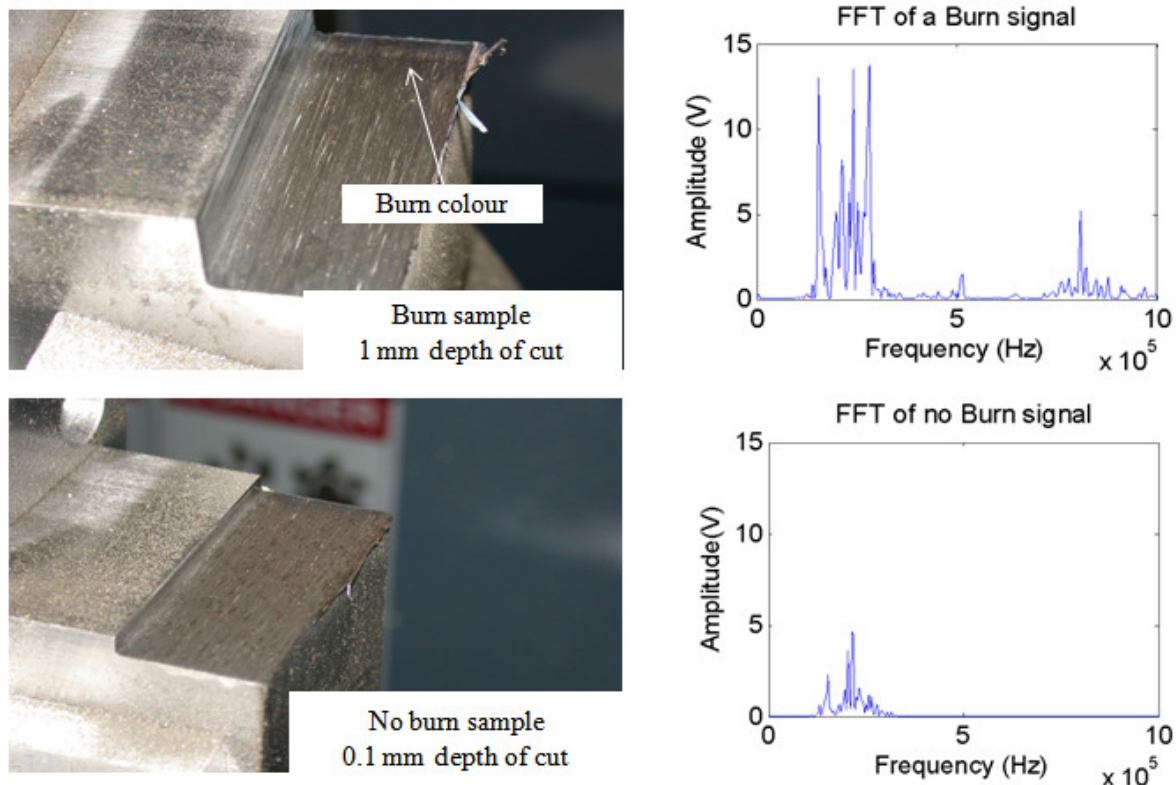 Burn colour
Burn sample
1 mm depth of cut
FFT of a Burn signal
15
10
5
0
Amplitude (V)
0
5
10
Frequency (Hz)
x 10^5
No burn sample
0.1 mm depth of cut
FFT of no Burn signal
15
10
5
0
Amplitude(V)
0
5
10
Frequency (Hz)
x 10^5